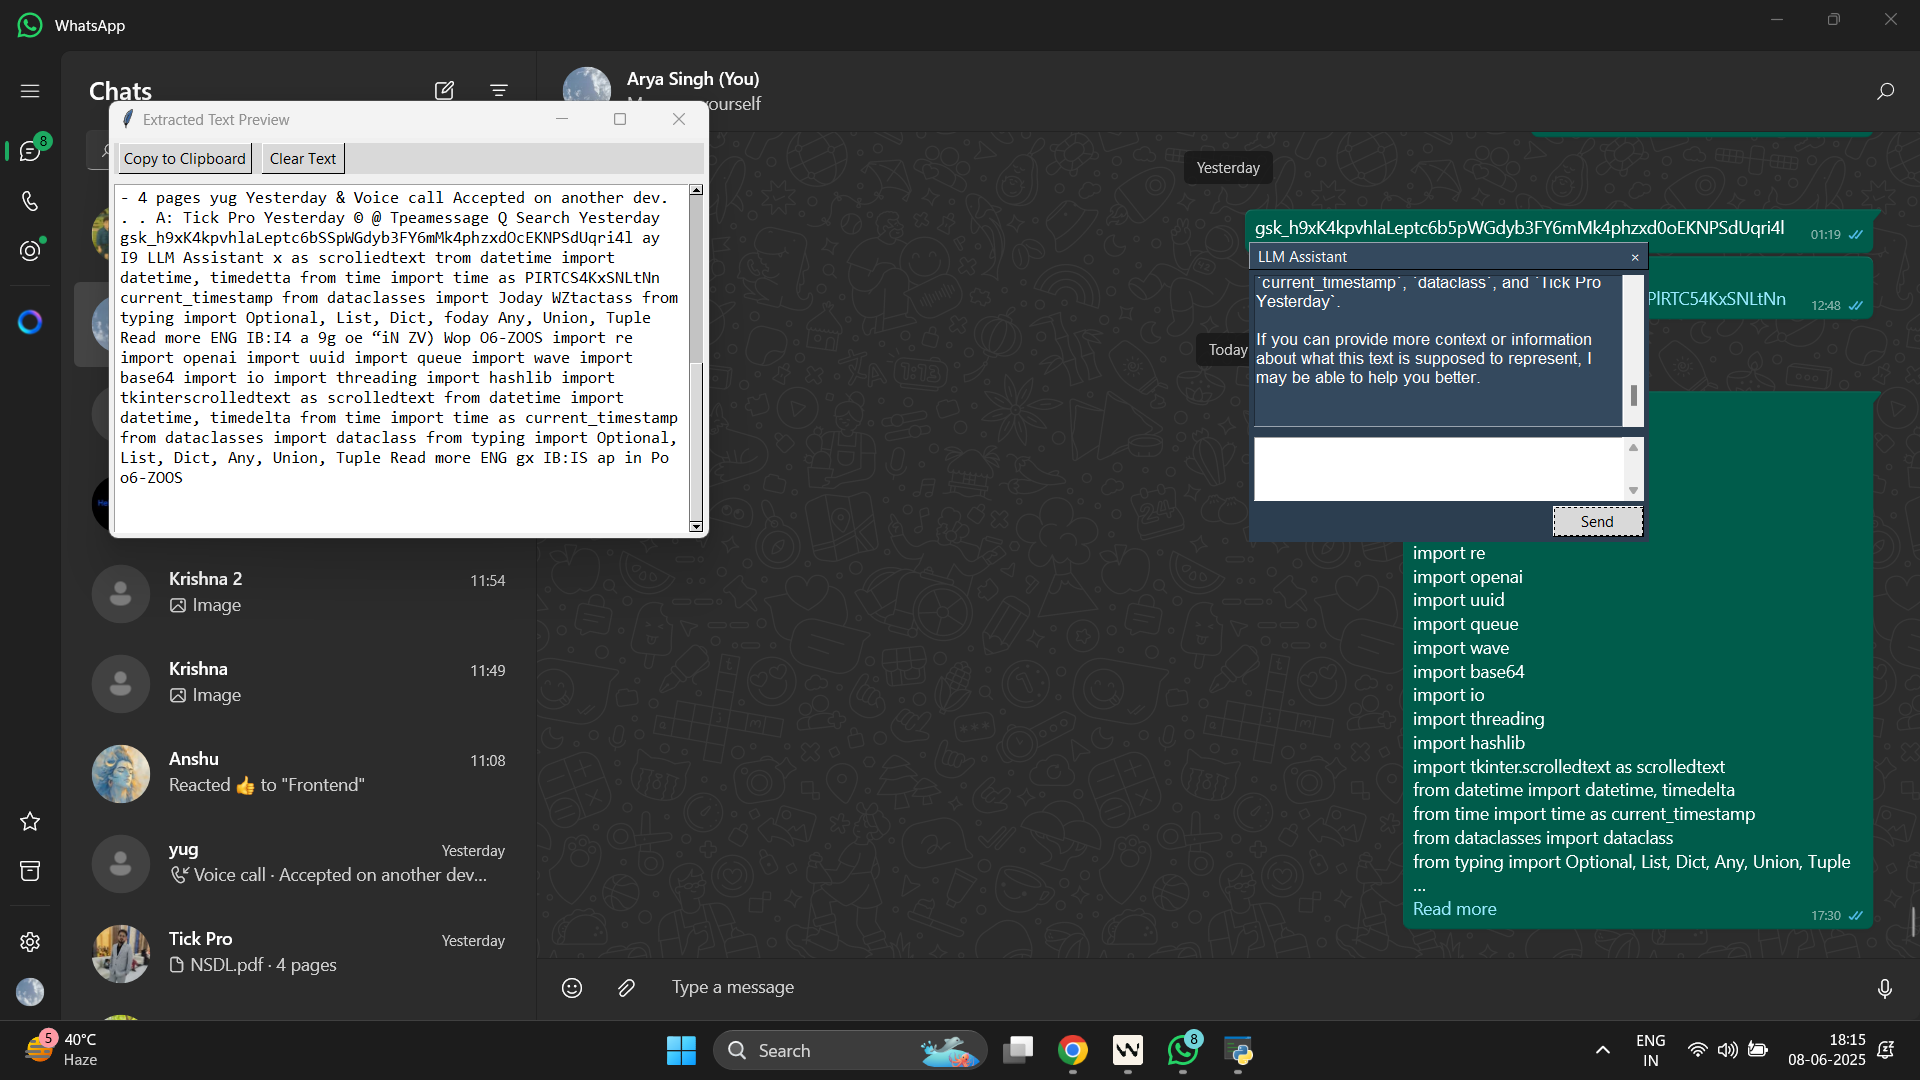 WhatsApp
Chats
Arya Singh (You)
yourself
8
Extracted Text Preview
Copy to Clipboard
Clear Text
- 4 pages yug Yesterday & Voice call Accepted on another dev.
. . A: Tick Pro Yesterday © @ Tpeamessage Q Search Yesterday
gsk_h9xK4kpvhlaLeptc6bSSpWGdyb3FY6mMk4phzxdOcEKNPSdUqri4l ay
I9 LLM Assistant x as scroliedtext trom datetime import
datetime, timedetta from time import time as PIRTCS4KxSNLtNn
current_timestamp from dataclasses import Joday WZtactass from
typing import Optional, List, Dict, foday Any, Union, Tuple
Read more ENG IB:I4 a 9g oe “iN ZV) Wop O6-ZOOS import re
import openai import uuid import queue import wave import
base64 import io import threading import hashlib import
tkinterscrolledtext as scrolledtext from datetime import
datetime, timedelta from time import time as current_timestamp
from dataclasses import dataclass from typing import Optional,
List, Dict, Any, Union, Tuple Read more ENG gx IB:IS ap in Po
o6-ZOOS
Krishna 2
11:54
Image
Krishna
11:49
Image
Anshu
11:08
Reacted 👍 to "Frontend"
yug
Yesterday
Voice call · Accepted on another dev...
Tick Pro
Yesterday
NSDL.pdf · 4 pages
Yesterday
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
01:19
PlRTC54KxSNLtNn
12:48
Today
LLM Assistant
×
`current_timestamp`, `dataclass`, and `Tick Pro
Yesterday`.
If you can provide more context or information
about what this text is supposed to represent, I
may be able to help you better.
Send
import re
import openai
import uuid
import queue
import wave
import base64
import io
import threading
import hashlib
import tkinter.scrolledtext as scrolledtext
from datetime import datetime, timedelta
from time import time as current_timestamp
from dataclasses import dataclass
from typing import Optional, List, Dict, Any, Union, Tuple
...
Read more
17:30
Type a message
5
40°C
Haze
Search
8
ENG
IN
18:15
08-06-2025